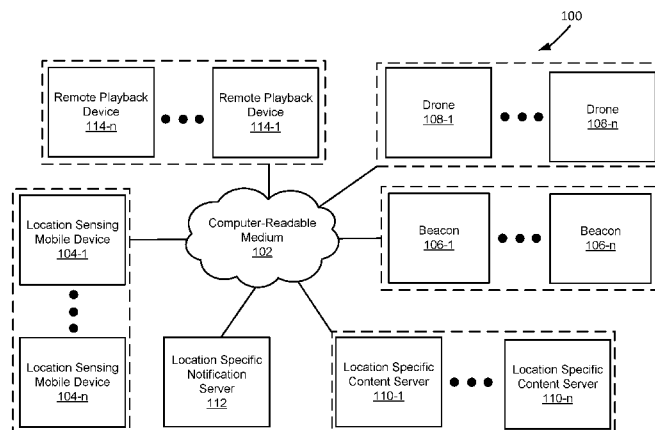 100
Remote Playback
Device
114-n
Remote Playback
Device
114-1
Drone
108-1
Drone
108-n
Location Sensing
Mobile Device
104-1
Computer-Readable
Medium
102
Beacon
106-1
Beacon
106-n
Location Sensing
Mobile Device
104-n
Location Specific
Notification
Server
112
Location Specific
Content Server
110-1
Location Specific
Content Server
110-n